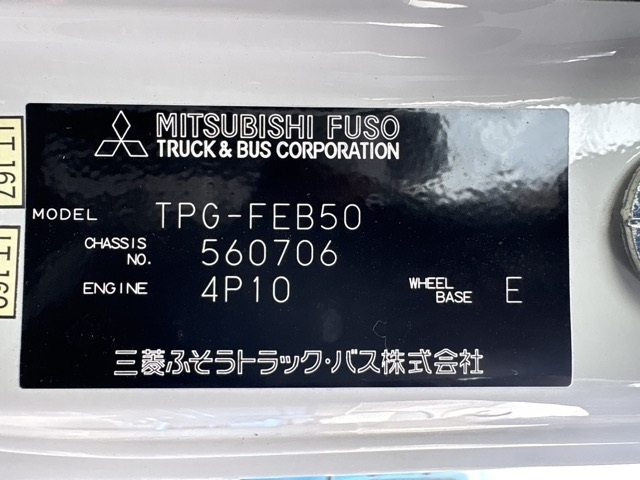 MITSUBISHI FUSO
TRUCK & BUS CORPORATION
MODEL TPG-FEB50
CHASSIS NO. 560706
ENGINE 4P10 WHEEL BASE E
三菱ふそうトラック・バス株式会社